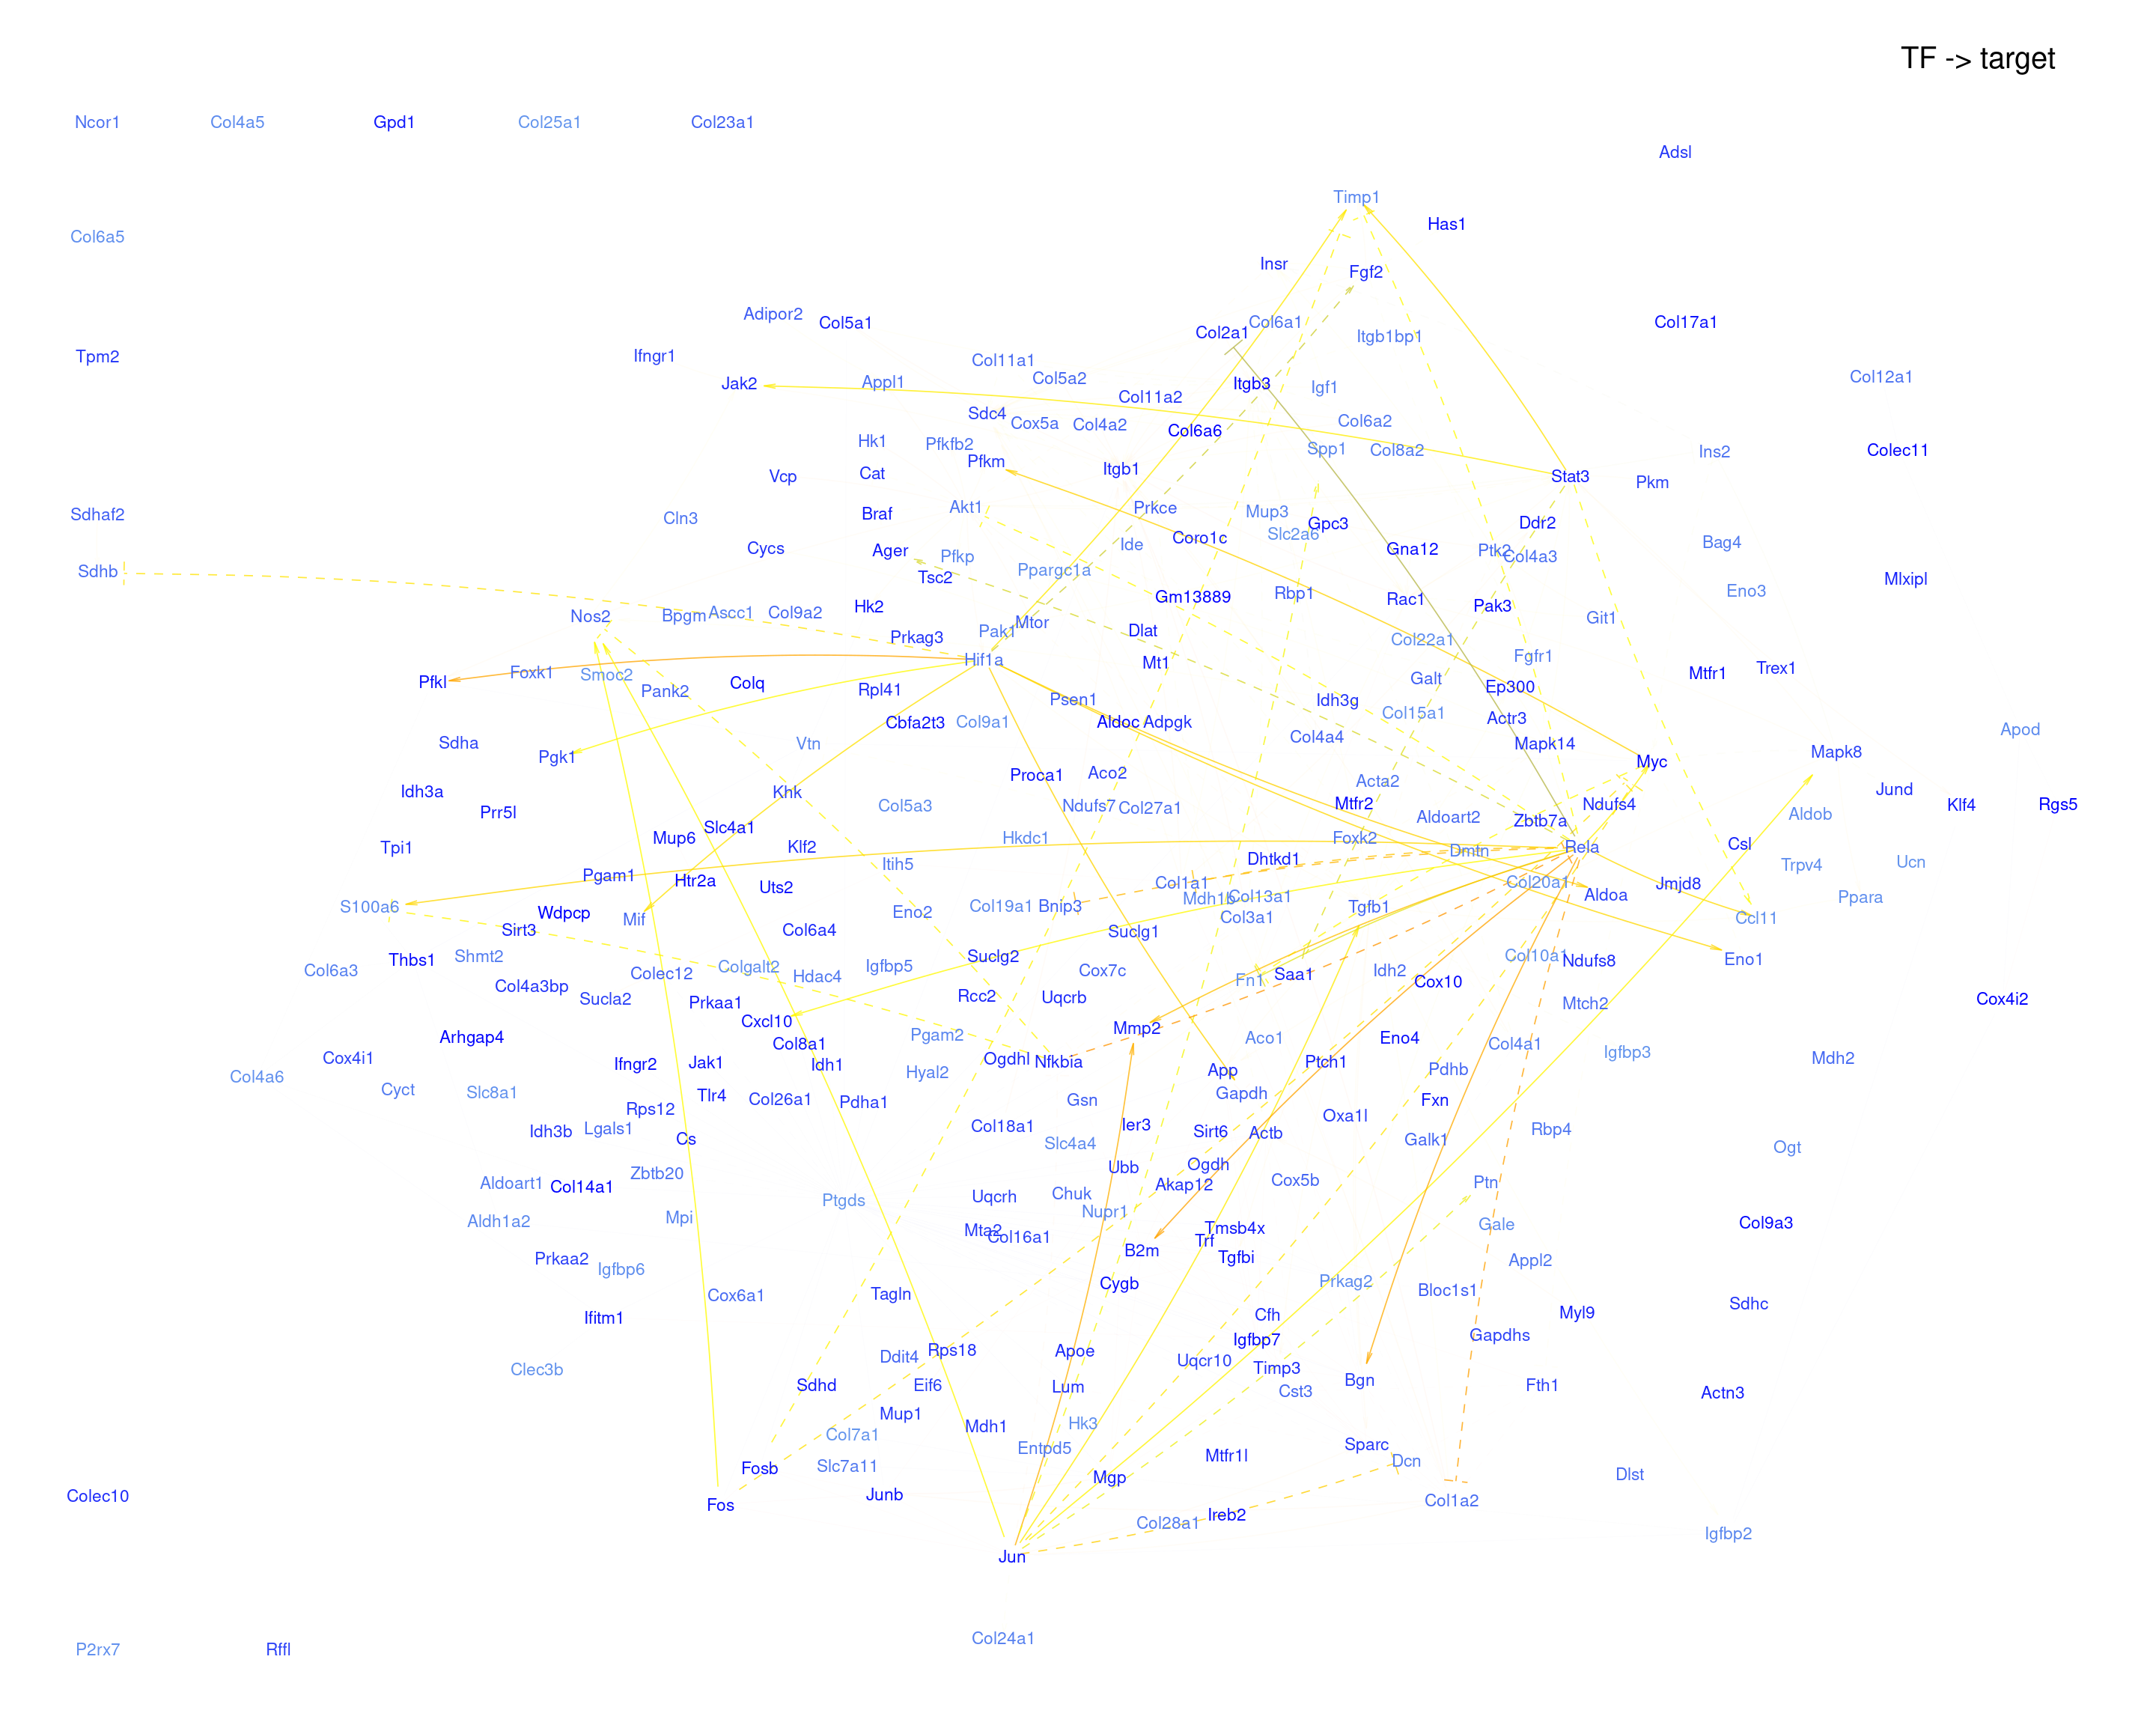 TF -> target
Ncor1 Col4a5 Gpd1 Col25a1 Col23a1
Adsl
Timp1
Has1
Col6a5
Insr
Fgf2
Adipor2
Col5a1 Col6a1 Col17a1
Col2a1 Itgb1bp1
Tpm2 Ifngr1 Col11a1
Jak2 Appl1 Col5a2 Itgb3 Igf1 Col12a1
Col11a2
Sdc4 Cox5a Col4a2 Col6a2
Col6a6
Hk1 Pfkfb2 Spp1 Col8a2 Ins2 Colec11
Pfkm Itgb1
Vcp Cat Stat3 Pkm
Akt1 Prkce
Sdhaf2 Cln3 Braf Mup3 Gpc3 Ddr2
Slc2a6
Cycs Ager Pfkp Ide Coro1c Gna12 Ptk2 Col4a3 Bag4
Sdhb Tsc2 Ppargc1a Mlxipl
Rbp1 Eno3
Nos2 Bpgm Ascc1 Col9a2 Hk2 Gm13889 Rac1 Pak3 Git1
Prkag3 Pak1 Mtor Dlat Col22a1
Hif1a Mt1 Fgfr1
Pfkl Foxk1 Smoc2 Pank2 Colq Rpl41 Galt Ep300 Mtfr1 Trex1
Psen1 Idh3g
Cbfa2t3 Col9a1 Aldoc Adpgk Col15a1 Actr3 Apod
Sdha Vtn Col4a4 Mapk14 Mapk8
Pgk1 Myc
Proca1 Aco2 Acta2
Idh3a Khk Jund
Prr5l Col5a3 Ndufs7 Col27a1 Mtfr2 Ndufs4 Klf4 Rgs5
Aldoart2 Zbtb7a Aldob
Mup6 Slc4a1 Hkdc1 Foxk2
Tpi1 Klf2 Dmtn Rela Csl
Itih5 Dhtkd1 Trpv4 Ucn
Pgam1 Htr2a Uts2 Col1a1 Col20a1 Jmjd8
Mdh1b Col13a1 Aldoa Ppara
S100a6 Wdpcp Mif Eno2 Col19a1 Bnip3 Col3a1 Tgfb1 Ccl11
Sirt3 Col6a4 Suclg1
Thbs1 Shmt2 Suclg2 Col10a1 Ndufs8 Eno1
Col6a3 Colec12 Colgalt2 Hdac4 Igfbp5 Cox7c Fn1 Saa1 Idh2
Col4a3bp Sucla2 Prkaa1 Rcc2 Uqcrb Cox10 Mtch2 Cox4i2
Cxcl10 Mmp2
Arhgap4 Col8a1 Pgam2 Aco1 Eno4 Col4a1 Igfbp3
Cox4i1 Ifngr2 Jak1 Idh1 Ogdhl Nfkbia Ptch1 Mdh2
Col4a6 Cyct Slc8a1 Hyal2 App Pdhb
Tlr4 Col26a1 Pdha1 Gsn Gapdh Fxn
Rps12 Oxa1l
Idh3b Lgals1 Cs Col18a1 Ier3 Sirt6 Actb Galk1 Rbp4
Slc4a4 Ogt
Zbtb20 Ubb Ogdh
Aldoart1 Col14a1 Ptgds Uqcrh Chuk Akap12 Cox5b Ptn
Aldh1a2 Mpi Nupr1 Gale Col9a3
Mta2 Col16a1 Tmsb4x
Trf
Prkaa2 Igfbp6 B2m Tgfbi Appl2
Cox6a1 Tagln Cygb Prkag2 Bloc1s1
Ifitm1 Cfh Myl9 Sdhc
Igfbp7 Gapdhs
Clec3b Ddit4 Rps18 Apoe Uqcr10 Timp3
Sdhd Eif6 Lum Cst3 Bgn Fth1 Actn3
Mup1 Mdh1 Hk3
Col7a1 Entpd5 Sparc
Fosb Slc7a11 Mgp Mtfr1l Dcn Dlst
Colec10 Fos Junb Col1a2
Col28a1 Ireb2 Igfbp2
Jun
Col24a1
P2rx7 Rffl